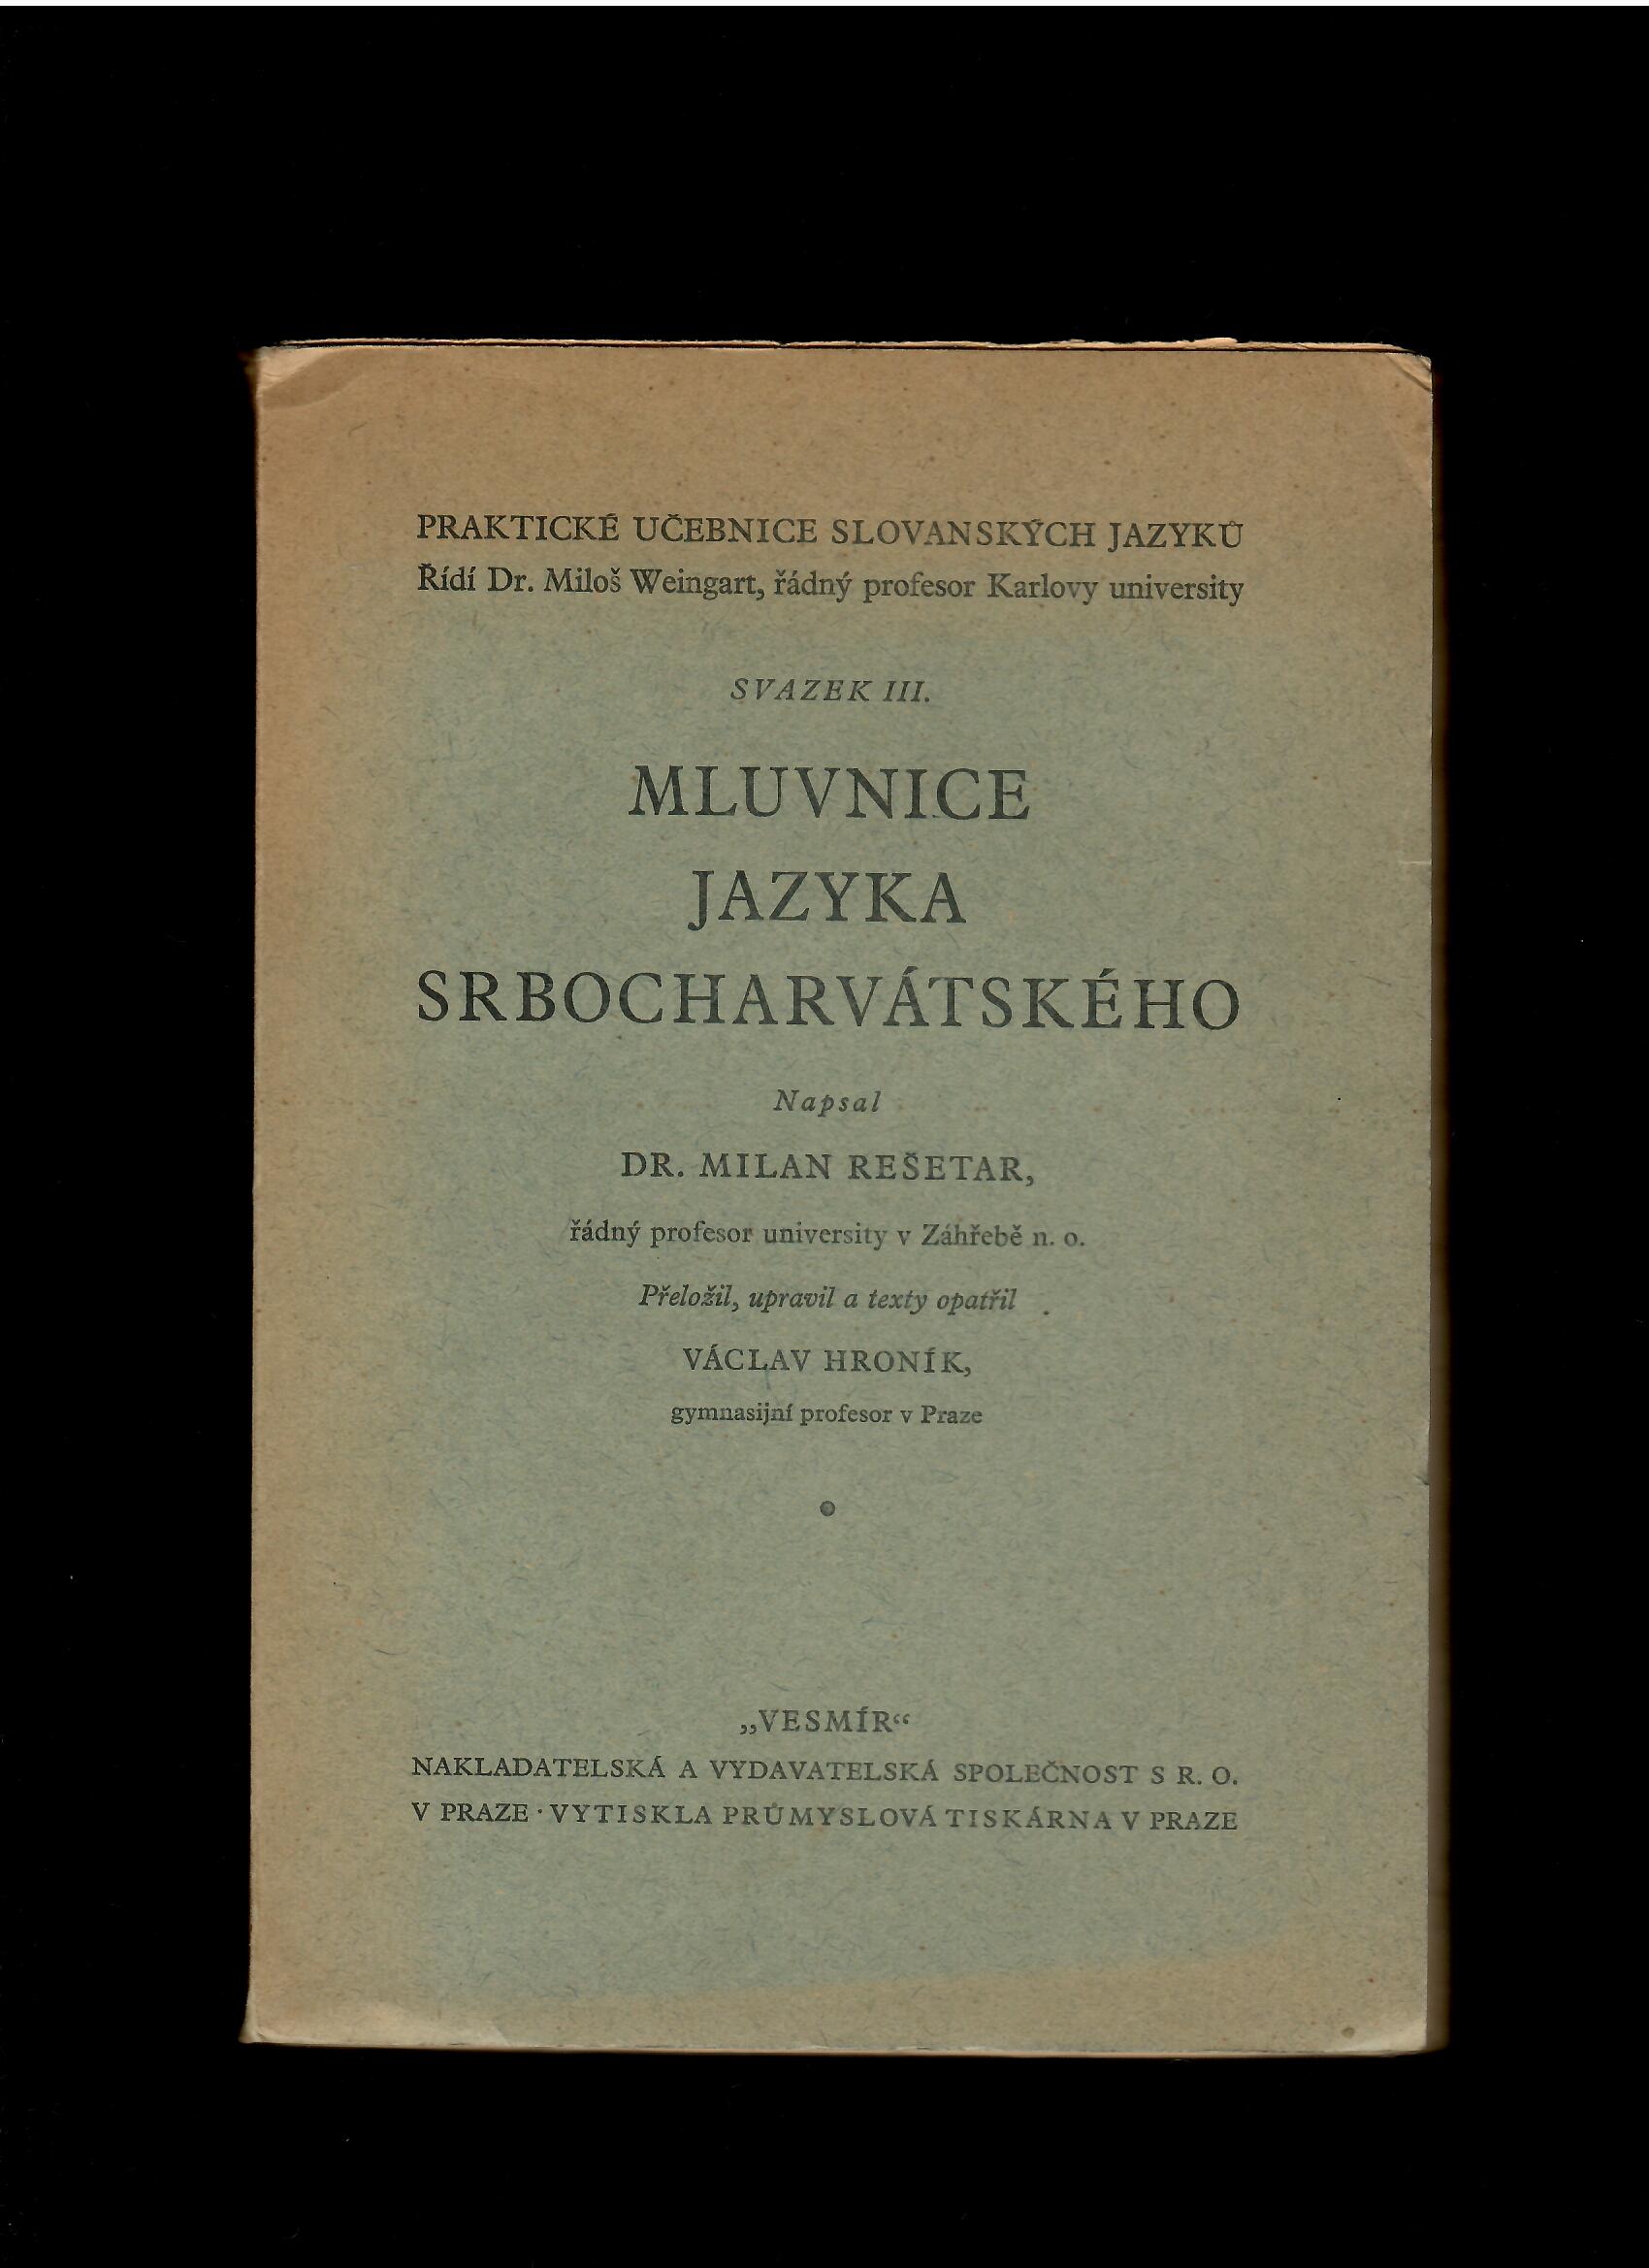 PRAKTICKÉ UČEBNICE SLOVANSKÝCH JAZYKŮ
Řídí Dr. Miloš Weingart, řádný profesor Karlovy university
SVAZEK III.
MLUVNICE
JAZYKA
SRBOCHARVÁTSKÉHO
Napsal
DR. MILAN REŠETAR,
řádný profesor university v Záhřebě n. o.
Přeložil, upravil a texty opatřil
VÁCLAV HRONÍK,
gymnasijní profesor v Praze
„VESMÍR“
NAKLADATELSKÁ A VYDAVATELSKÁ SPOLEČNOST S R. O.
V PRAZE · VYTISKLA PRŮMYSLOVÁ TISKÁRNA V PRAZE